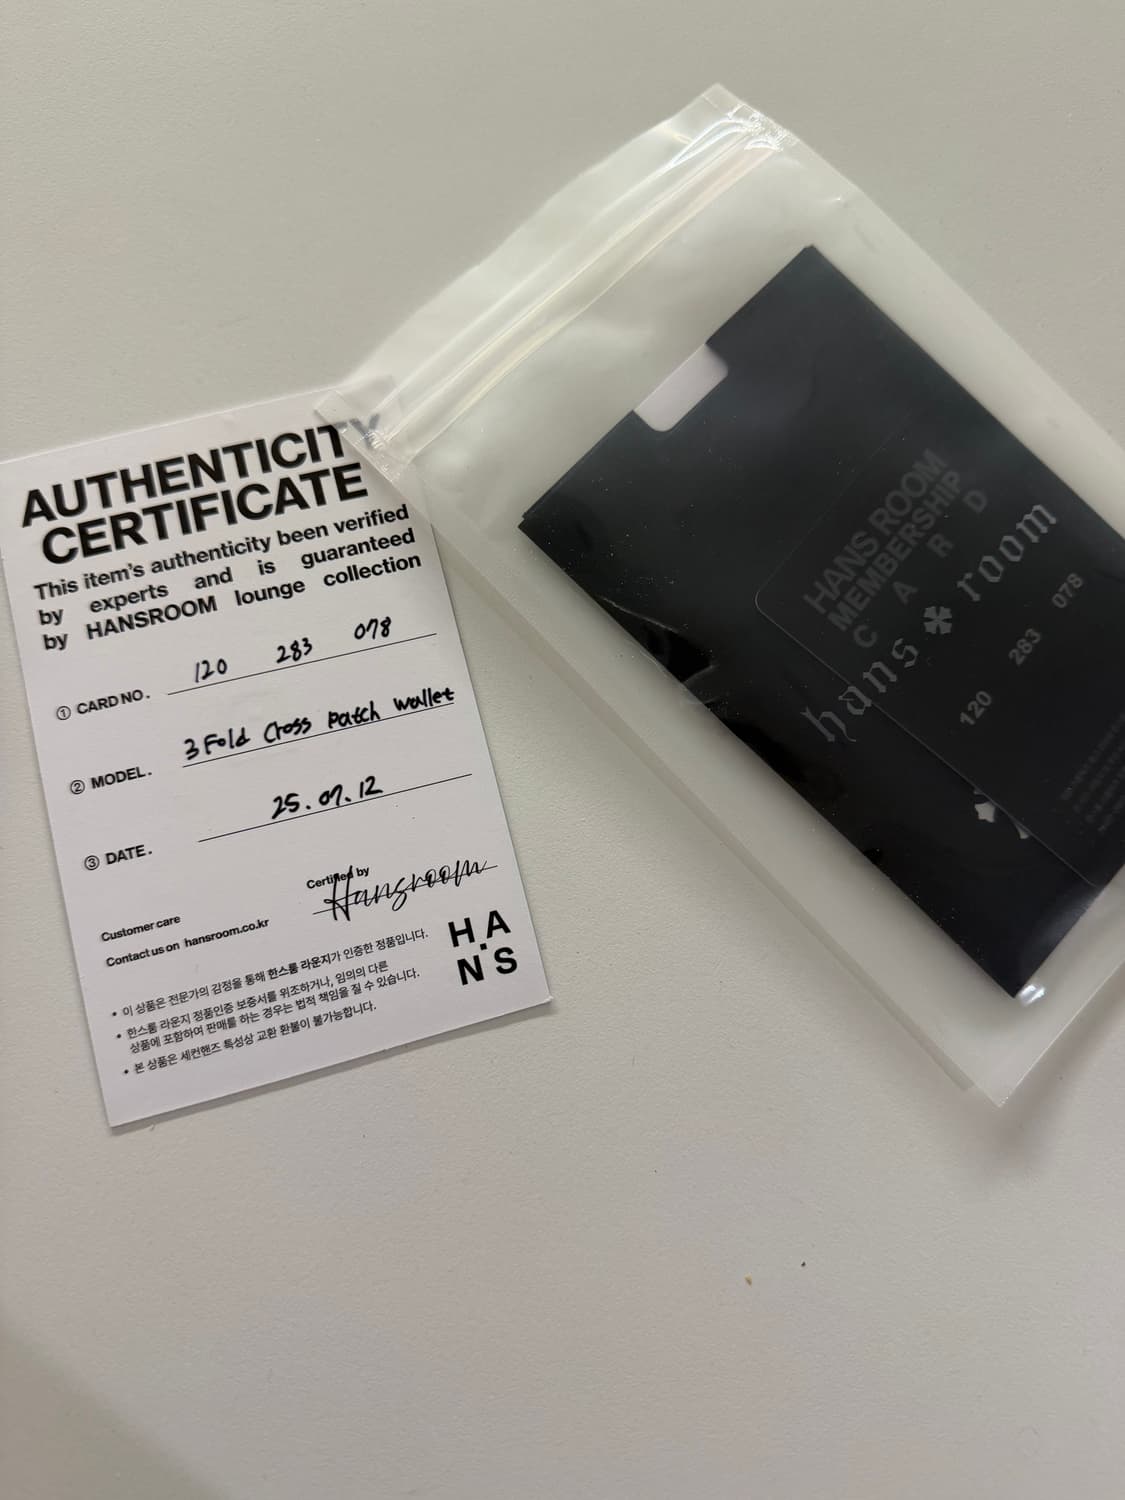 AUTHENTICITY
CERTIFICATE
This item's authenticity been verified
by experts and is guaranteed
by HANSROOM lounge collection
① CARD NO. 120 283 078
② MODEL. 3 Fold Cross patch wallet
③ DATE. 25.07.12
Certified by
Hansroom
Customer care
Contact us on hansroom.co.kr
HANS
• 이 상품은 전문가의 감정을 통해 한스룸 라운지가 인증한 정품입니다.
• 한스룸 라운지 정품인증 보증서를 위조하거나, 임의의 다른
상품에 포함하여 판매를 하는 경우는 법적 책임을 질 수 있습니다.
• 본 상품은 세컨핸즈 특성상 교환 환불이 불가능합니다.
HANS ROOM
MEMBERSHIP
CARD
hans room
120 283 078